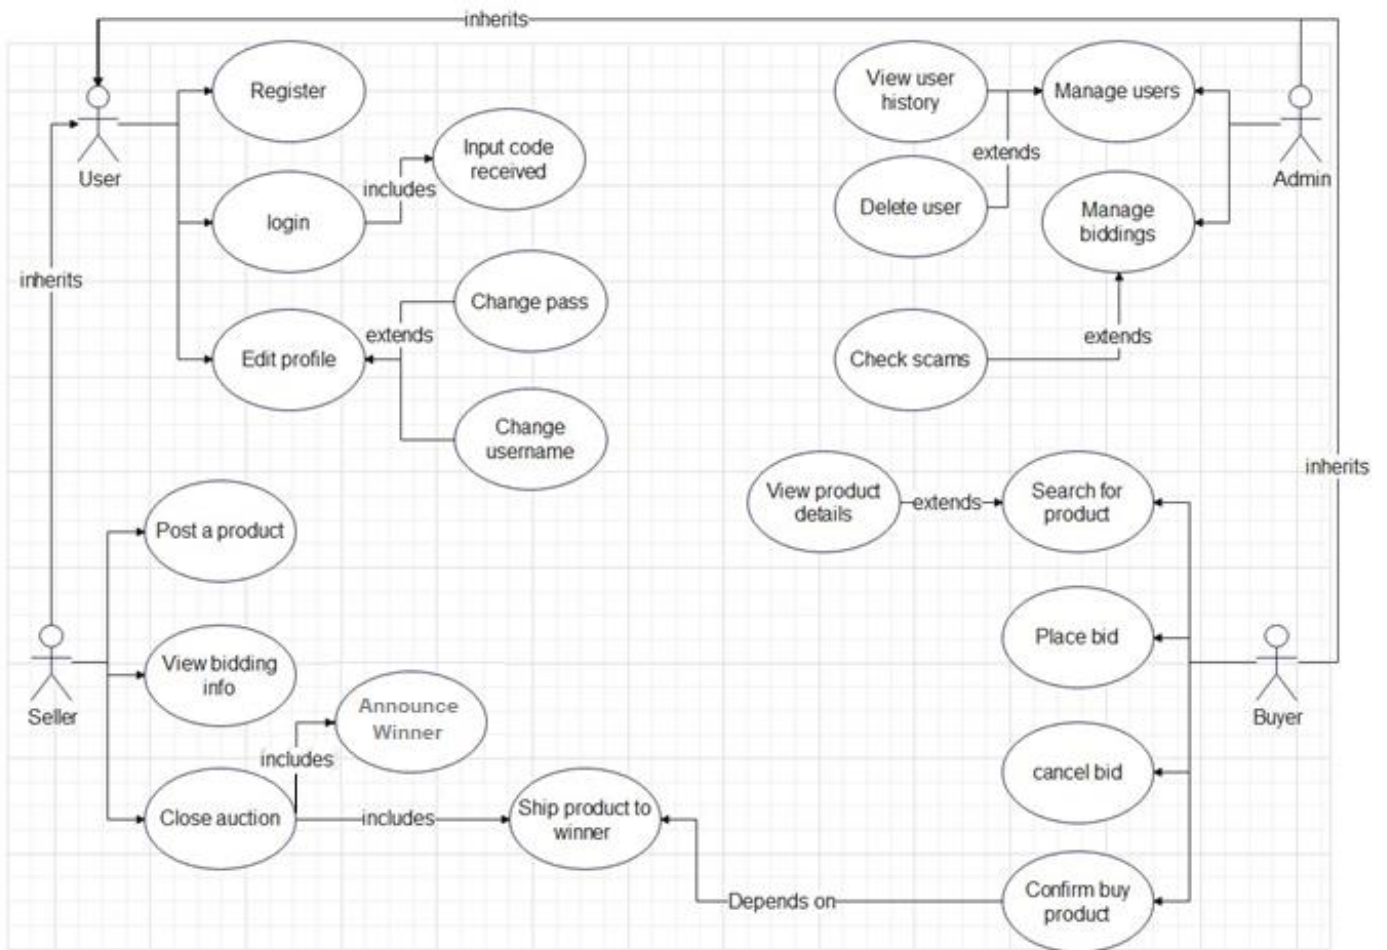 inherits
Register
View user
history
Manage users
User
Input code
received
includes
extends
Admin
login
Delete user
Manage
biddings
inherits
Change pass
extends
Edit profile
Change
username
extends
Check scams
inherits
View product
details
extends
Search for
product
Post a product
Place bid
View bidding
info
Seller
Buyer
Announce
Winner
includes
cancel bid
Close auction
includes
Ship product to
winner
Depends on
Confirm buy
product